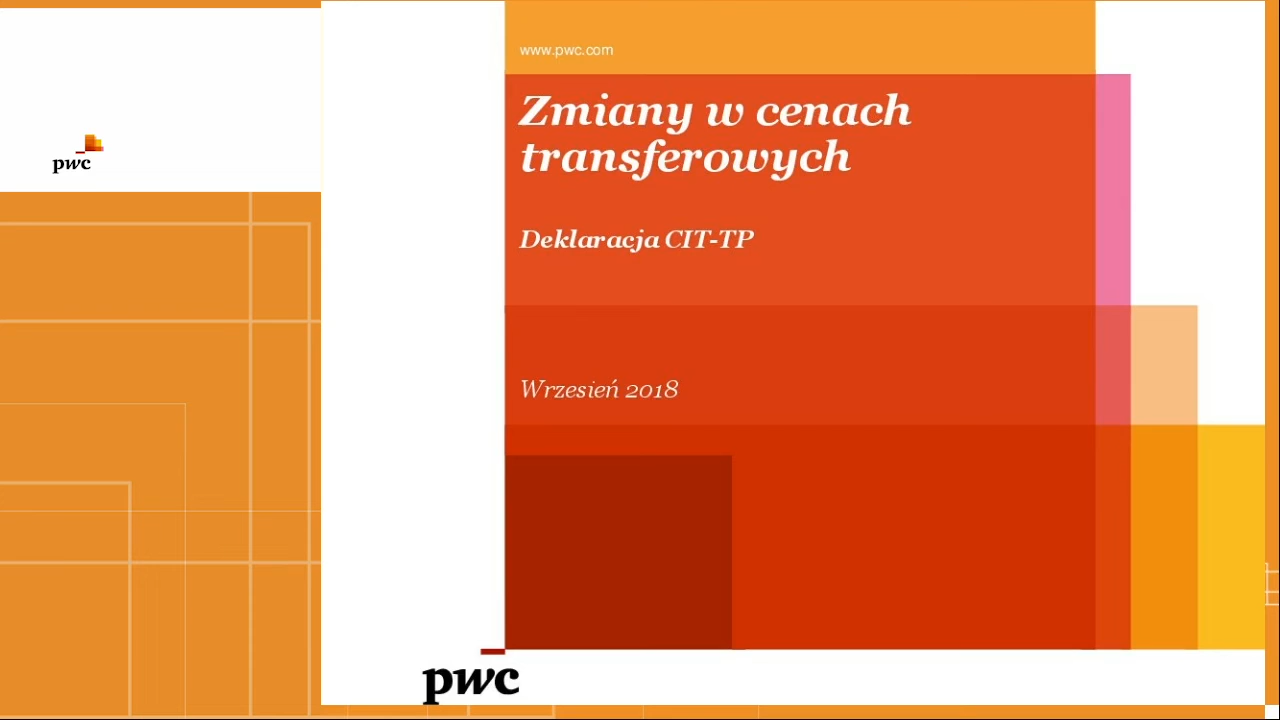 www.pwc.com
Zmiany w cenach
transferowych
Deklaracja CIT-TP
Wrzesień 2018
pwc
pwc